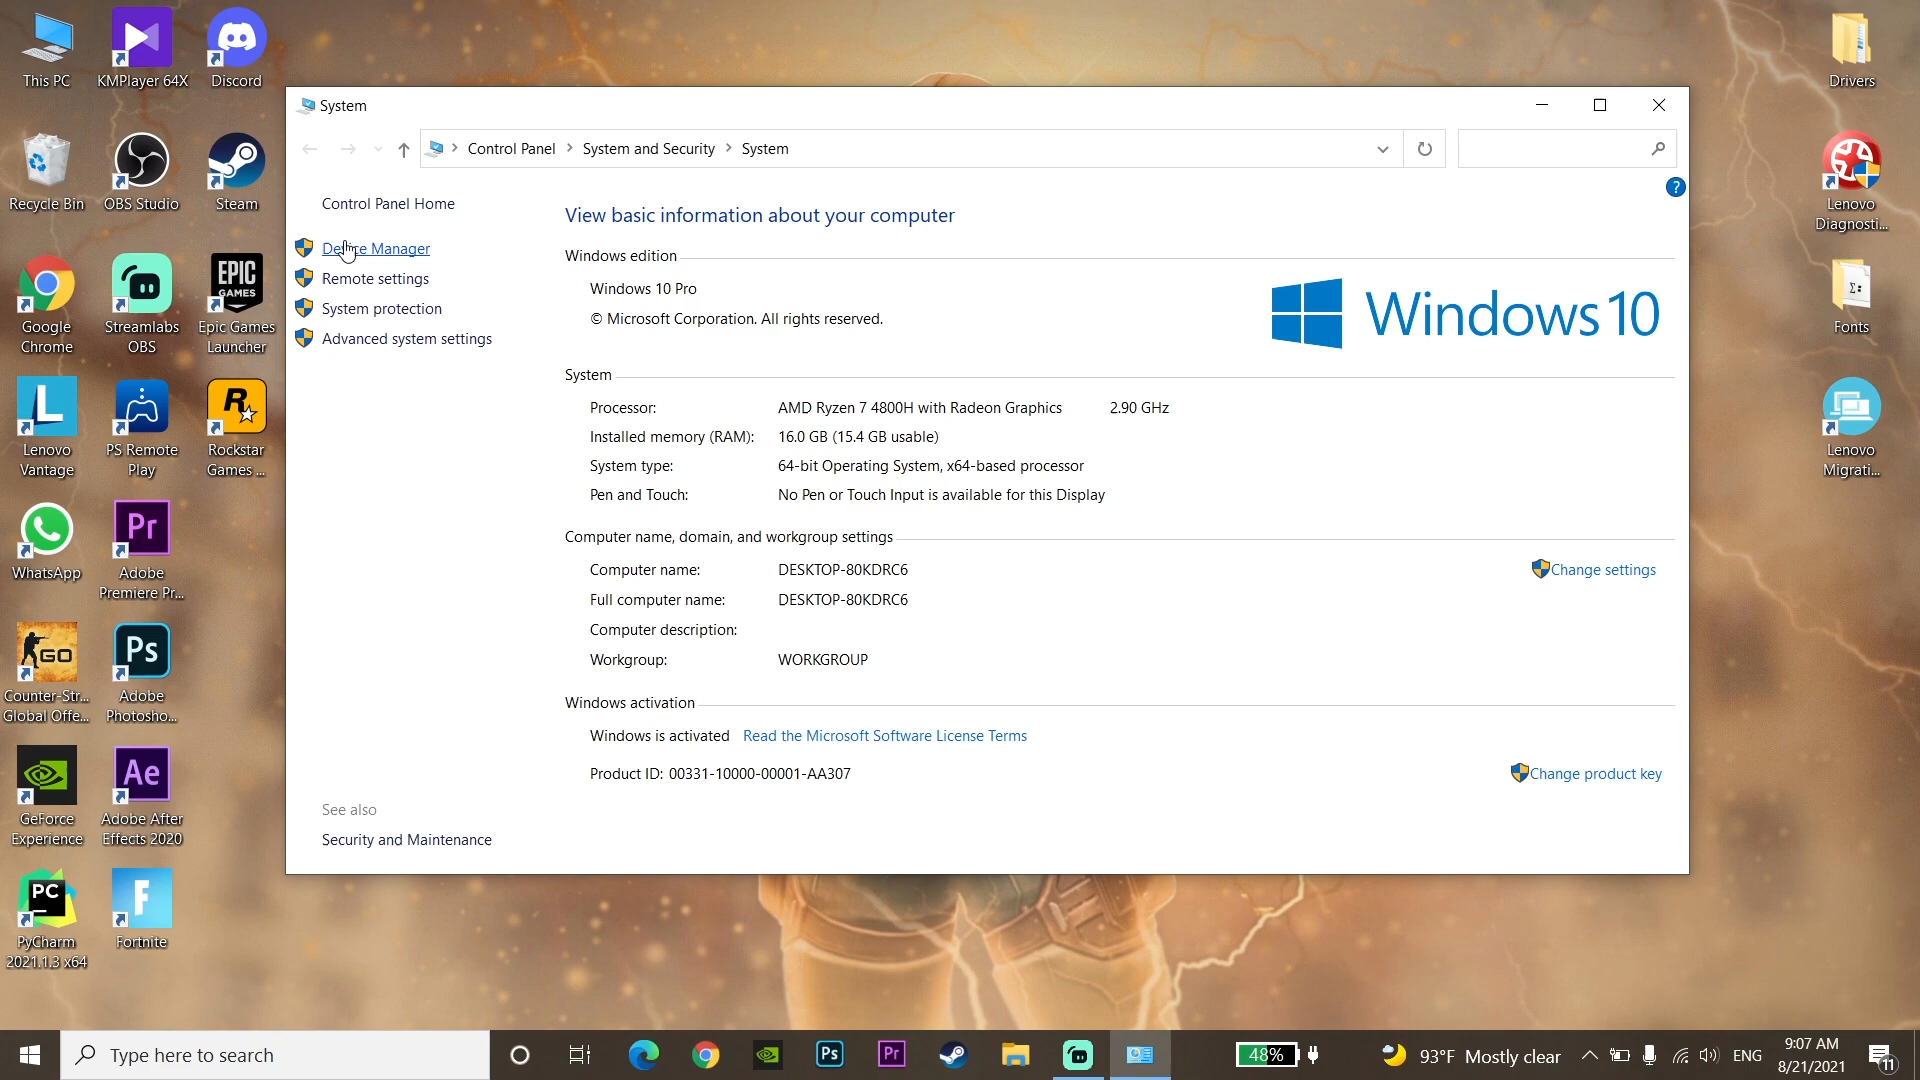 This PC
KMPlayer 64X
Discord
Recycle Bin
OBS Studio
Steam
Google
Chrome
Streamlabs
OBS
EPIC
GAMES
Epic Games
Launcher
Lenovo
Vantage
PS Remote
Play
Rockstar
Games ...
WhatsApp
Pr
Adobe
Premiere Pr...
GO
Counter-Str...
Global Offe...
Ps
Adobe
Photosho...
GeForce
Experience
Ae
Adobe After
Effects 2020
PC
PyCharm
2021.1.3 x64
F
Fortnite
L
R
Drivers
Lenovo
Diagnosti...
Fonts
Lenovo
Migrati...
System
Control Panel > System and Security > System
Control Panel Home
Device Manager
Remote settings
System protection
Advanced system settings
See also
Security and Maintenance
?
View basic information about your computer
Windows edition
Windows 10 Pro
© Microsoft Corporation. All rights reserved.
Windows 10
System
Processor: AMD Ryzen 7 4800H with Radeon Graphics 2.90 GHz
Installed memory (RAM): 16.0 GB (15.4 GB usable)
System type: 64-bit Operating System, x64-based processor
Pen and Touch: No Pen or Touch Input is available for this Display
Computer name, domain, and workgroup settings
Computer name: DESKTOP-80KDRC6 Change settings
Full computer name: DESKTOP-80KDRC6
Computer description:
Workgroup: WORKGROUP
Windows activation
Windows is activated Read the Microsoft Software License Terms
Product ID: 00331-10000-00001-AA307 Change product key
Type here to search
Ps
Pr
48%
93°F Mostly clear
ENG
9:07 AM
8/21/2021
11